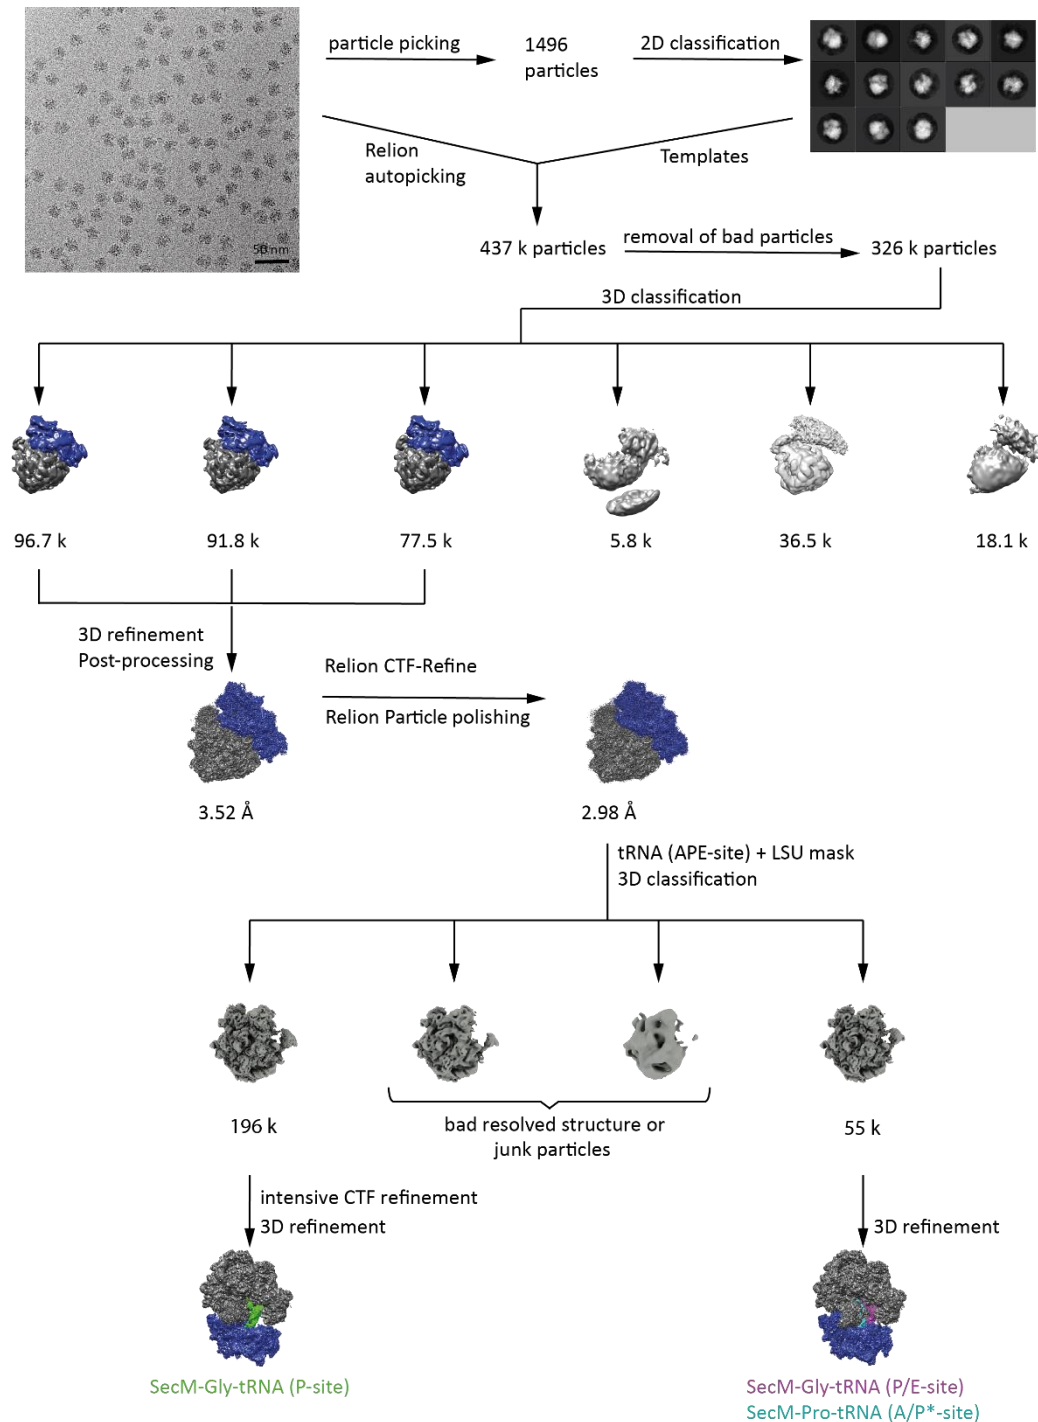 particle picking
1496
particles
2D classification
Relion
autopicking
Templates
50 nm
437 k particles
removal of bad particles
326 k particles
3D classification
96.7 k
91.8 k
77.5 k
5.8 k
36.5 k
18.1 k
3D refinement
Post-processing
Relion CTF-Refine
Relion Particle polishing
3.52 Å
2.98 Å
tRNA (APE-site) + LSU mask
3D classification
196 k
bad resolved structure or
junk particles
55 k
intensive CTF refinement
3D refinement
3D refinement
SecM-Gly-tRNA (P-site)
SecM-Gly-tRNA (P/E-site)
SecM-Pro-tRNA (A/P*-site)